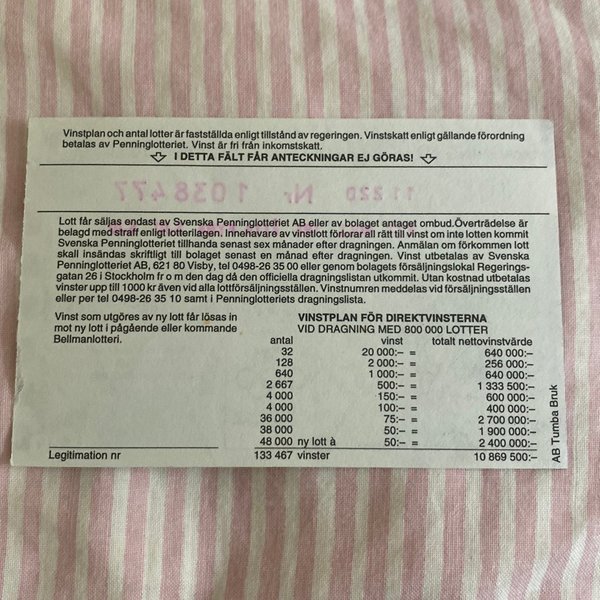 Vinstplan och antal lotter är fastställda enligt tillstånd av regeringen. Vinstskatt enligt gällande förordning
betalas av Penninglotteriet. Vinst är fri från inkomstskatt.
I DETTA FÄLT FÅR ANTECKNINGAR EJ GÖRAS!
11220 Nr 1038477
Lott får säljas endast av Svenska Penninglotteriet AB eller av bolaget antaget ombud.Överträdelse är
belagd med straff enligt lotterilagen. Innehavare av vinstlott förlorar all rätt till vinst om inte lotten kommit
Svenska Penninglotteriet tillhanda senast sex månader efter dragningen. Anmälan om förkommen lott
skall insändas skriftligt till bolaget senast en månad efter dragningen. Vinst utbetalas av Svenska
Penninglotteriet AB, 621 80 Visby, tel 0498-26 35 00 eller genom bolagets försäljningslokal Regerings-
gatan 26 i Stockholm fr o m den dag då den officiella dragningslistan utkommit. Utan kostnad utbetalas
vinster upp till 1000 kr även vid alla lottförsäljningsställen. Vinstnumren meddelas vid försäljningsställen
eller per tel 0498-26 35 10 samt i Penninglotteriets dragningslista.
Vinst som utgöres av ny lott får lösas in
mot ny lott i pågående eller kommande
Bellmanlotteri.
Legitimation nr
VINSTPLAN FÖR DIREKTVINSTERNA
VID DRAGNING MED 800 000 LOTTER
antal vinst totalt nettovinstvärde
32 20 000:– = 640 000:–
128 2 000:– = 256 000:–
640 1 000:– = 640 000:–
2 667 500:– = 1 333 500:–
4 000 150:– = 600 000:–
4 000 100:– = 400 000:–
36 000 75:– = 2 700 000:–
38 000 50:– = 1 900 000:–
48 000 ny lott à 50:– = 2 400 000:–
133 467 vinster 10 869 500:–
AB Tumba Bruk